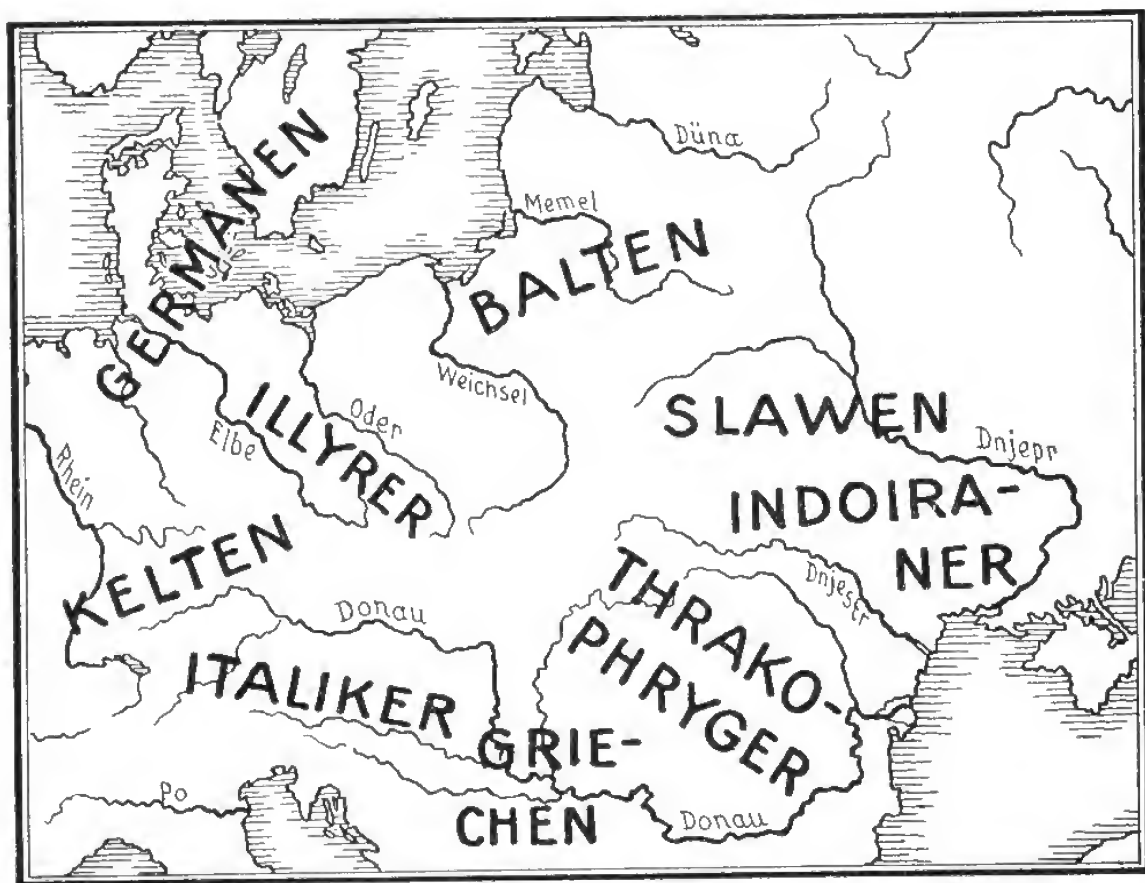 GERMANEN
Düna
Memel
BALTEN
Weichsel
Oder
ILLYRER
Elbe
Rhein
SLAWEN
Dnjepr
INDOIRA-
NER
KELTEN
Dnjestr
THRAKO-
PHRYGER
Donau
ITALIKER
GRIE-
CHEN
Po
Donau